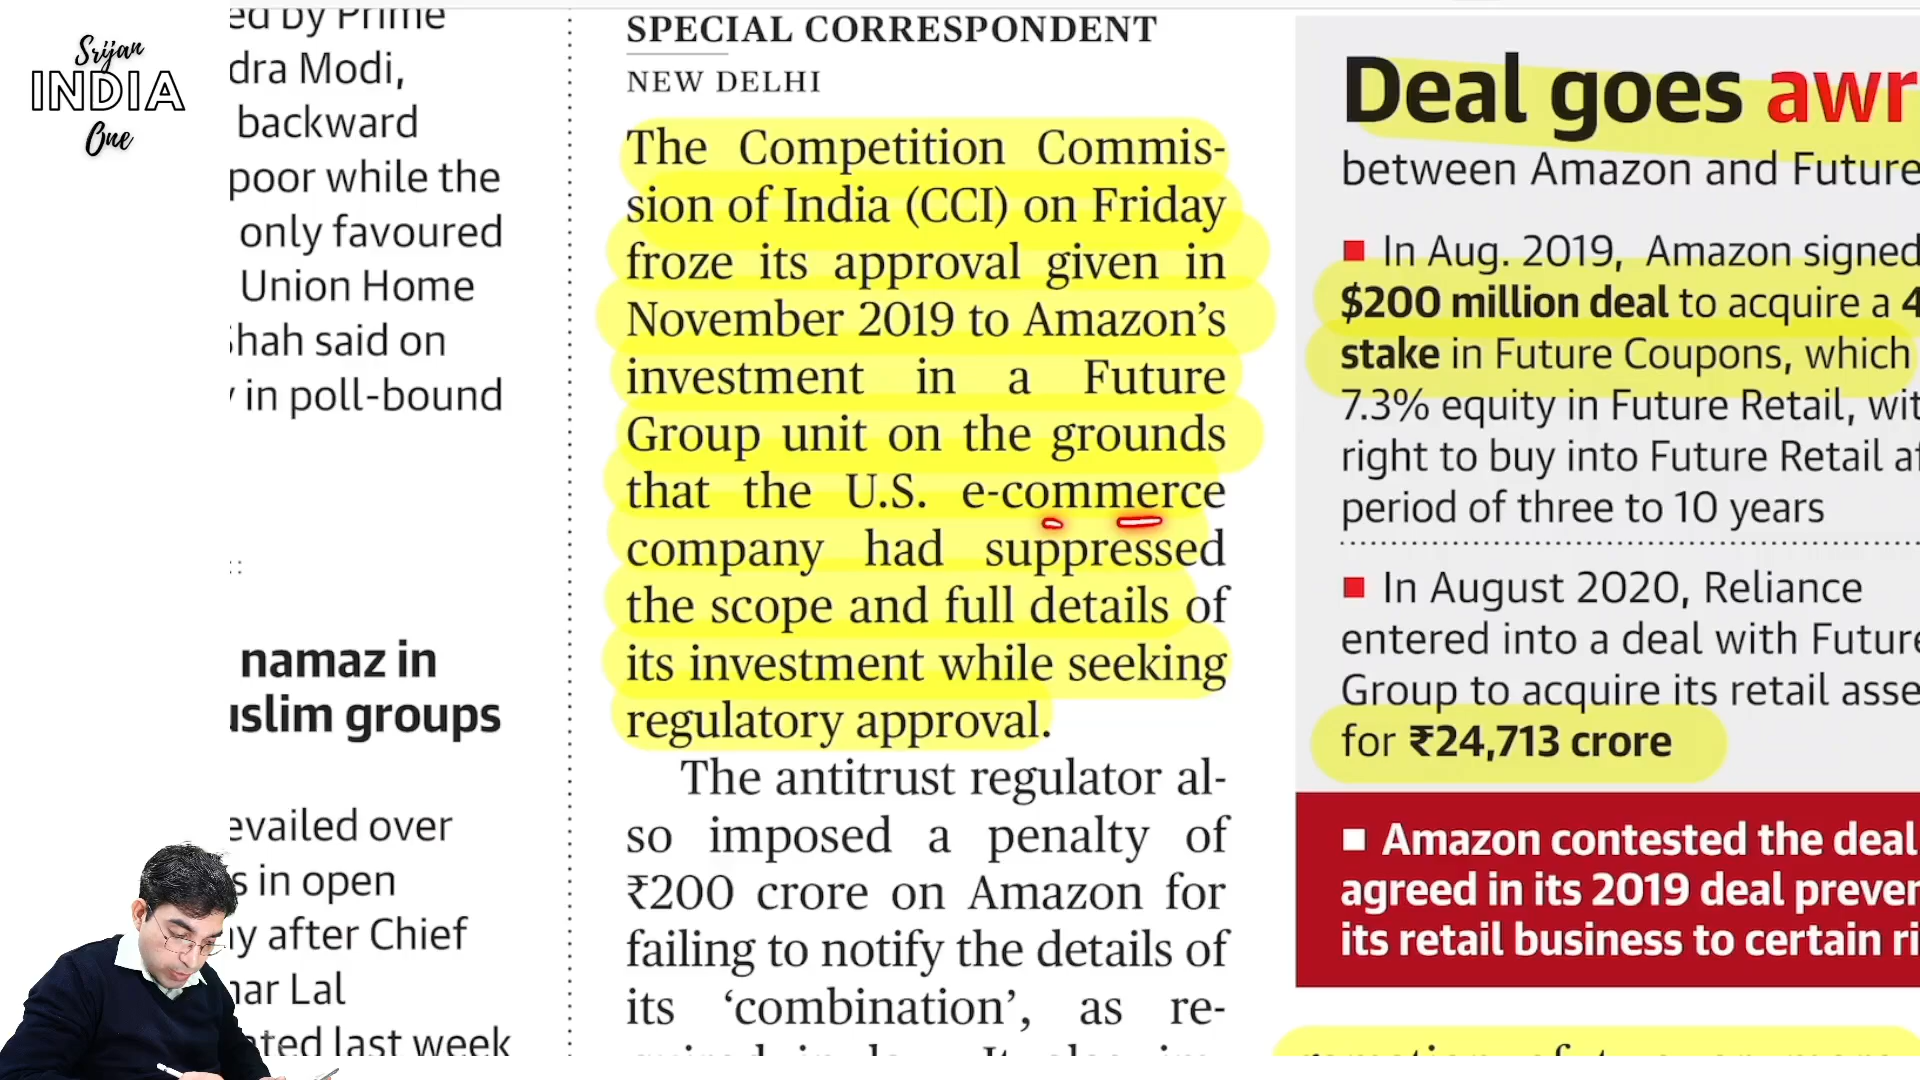 Srijan
INDIA
One
ed by Prime
dra Modi,
backward
poor while the
only favoured
Union Home
Shah said on
in poll-bound
namaz in
uslim groups
evailed over
s in open
ay after Chief
nar Lal
ated last week
SPECIAL CORRESPONDENT
NEW DELHI
The Competition Commis-
sion of India (CCI) on Friday
froze its approval given in
November 2019 to Amazon's
investment in a Future
Group unit on the grounds
that the U.S. e-commerce
company had suppressed
the scope and full details of
its investment while seeking
regulatory approval.
The antitrust regulator al-
so imposed a penalty of
₹200 crore on Amazon for
failing to notify the details of
its ‘combination’, as re-
Deal goes awr
between Amazon and Future
■ In Aug. 2019, Amazon signed
$200 million deal to acquire a 4
stake in Future Coupons, which
7.3% equity in Future Retail, wit
right to buy into Future Retail af
period of three to 10 years
■ In August 2020, Reliance
entered into a deal with Future
Group to acquire its retail asse
for ₹24,713 crore
■ Amazon contested the deal
agreed in its 2019 deal preven
its retail business to certain ri